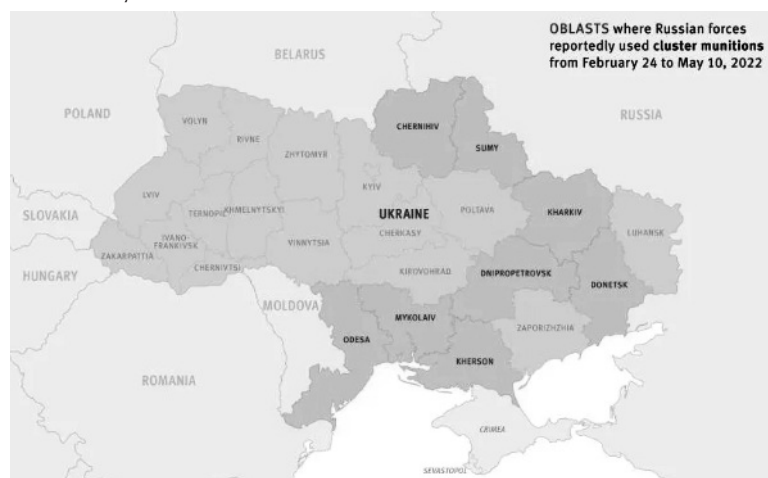 OBLASTS where Russian forces
reportedly used cluster munitions
from February 24 to May 10, 2022
BELARUS
POLAND
RUSSIA
VOLYN
RIVNE
CHERNIHIV
SUMY
ZHYTOMYR
KYIV
LVIV
TERNOPIL
KHMELNYTSKYI
UKRAINE
POLTAVA
KHARKIV
SLOVAKIA
CHERKASY
LUHANSK
IVANO-
FRANKIVSK
VINNYTSIA
ZAKARPATTIA
CHERNIVTSI
KIROVOHRAD
DNIPROPETROVSK
DONETSK
HUNGARY
MOLDOVA
MYKOLAIV
ZAPORIZHZHIA
ODESA
KHERSON
ROMANIA
CRIMEA
SEVASTOPOL